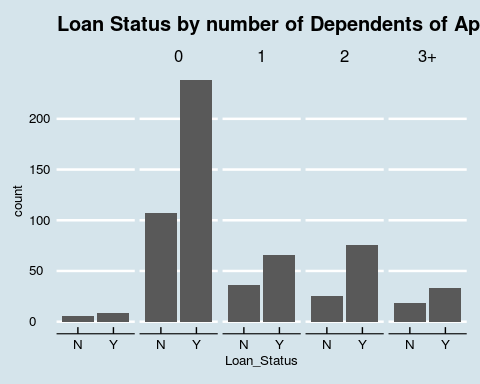 Loan Status by number of Dependents of Ap
0 1 2 3+
200
150
100
50
0
count
N Y N Y N Y N Y N Y
Loan_Status